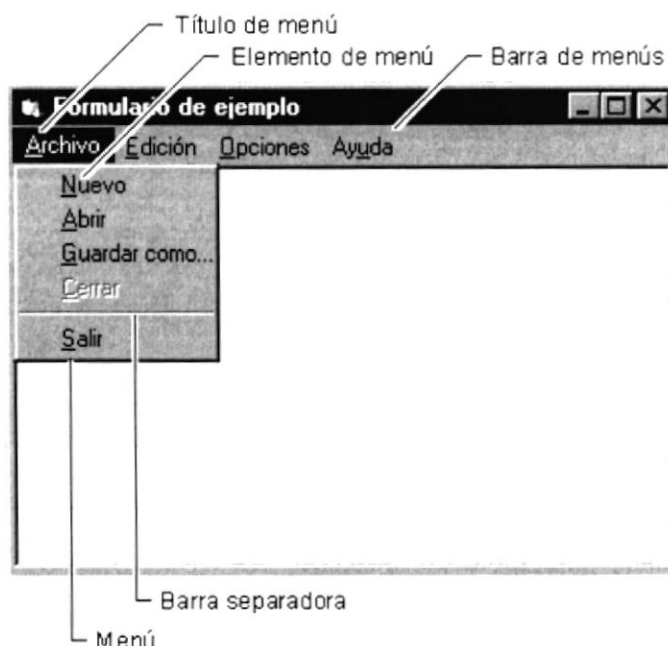 Título de menú
Elemento de menú
Barra de menús
Formulario de ejemplo
Archivo Edición Opciones Ayuda
Nuevo
Abrir
Guardar como...
Cerrar
Salir
Barra separadora
Menú